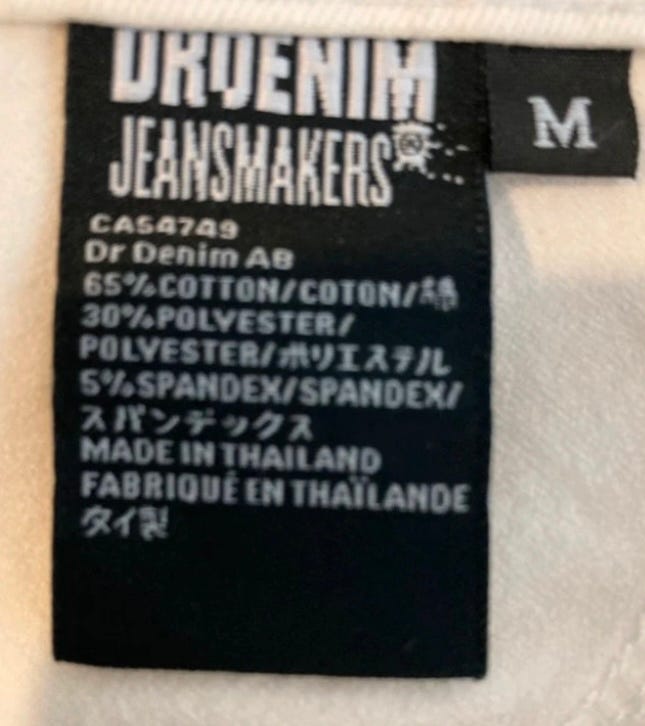 DRDENIM
JEANSMAKERS®
M
CA54749
Dr Denim AB
65%COTTON/COTON/綿
30%POLYESTER/
POLYESTER/ポリエステル
5%SPANDEX/SPANDEX/
スパンデックス
MADE IN THAILAND
FABRIQUÉ EN THAÏLANDE
タイ製